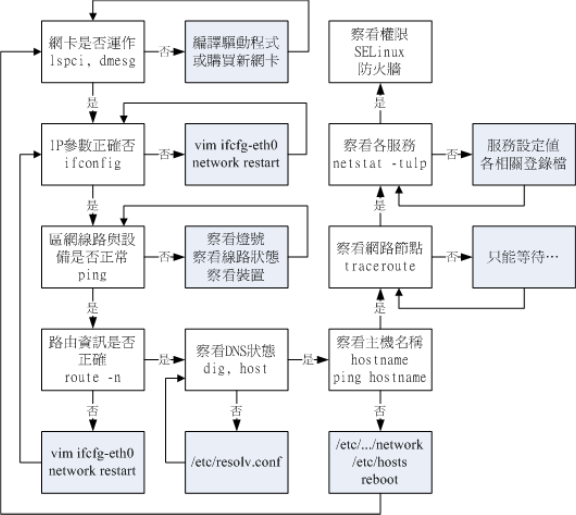 網卡是否運作
lspci, dmesg
否
編譯驅動程式
或購買新網卡
是
IP參數正確否
ifconfig
否
vim ifcfg-eth0
network restart
是
區網線路與設
備是否正常
ping
否
察看燈號
察看線路狀態
察看裝置
是
路由資訊是否
正確
route -n
否
vim ifcfg-eth0
network restart
是
察看DNS狀態
dig, host
否
/etc/resolv.conf
是
察看主機名稱
hostname
ping hostname
否
/etc/.../network
/etc/hosts
reboot
是
察看網路節點
traceroute
否
只能等待…
是
察看各服務
netstat -tulp
否
服務設定值
各相關登錄檔
是
察看權限
SELinux
防火牆